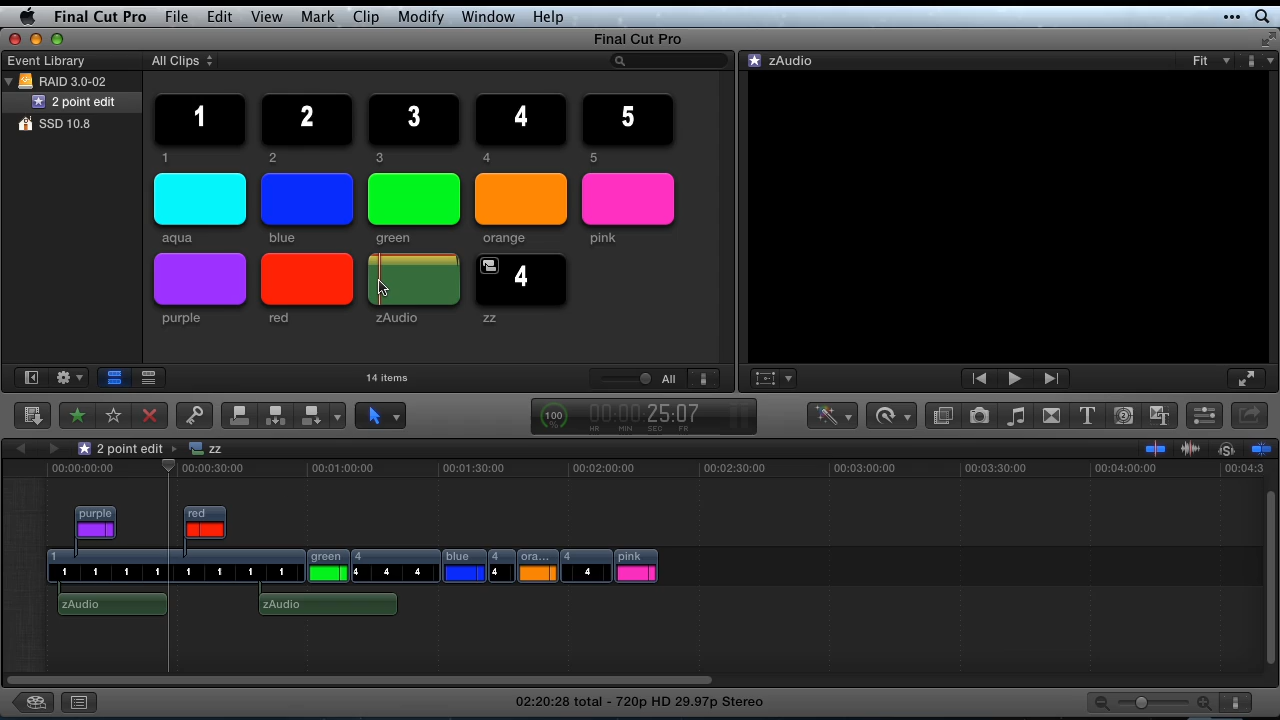 Final Cut Pro File Edit View Mark Clip Modify Window Help
Final Cut Pro
Event Library
All Clips
zAudio
Fit
RAID 3.0-02
2 point edit
SSD 10.8
1 2 3 4 5
1 2 3 4 5
aqua blue green orange pink
4
purple red zAudio zz
14 items
All
100
%
00:00:25:07
HR MIN SEC FR
2 point edit
zz
00:00:00:00 00:00:30:00 00:01:00:00 00:01:30:00 00:02:00:00 00:02:30:00 00:03:00:00 00:03:30:00 00:04:00:00 00:04:3
purple red
1 green 4 blue 4 ora... 4 pink
1 1 1 1 1 1 1 1 4 4 4 4 4
zAudio zAudio
02:20:28 total - 720p HD 29.97p Stereo